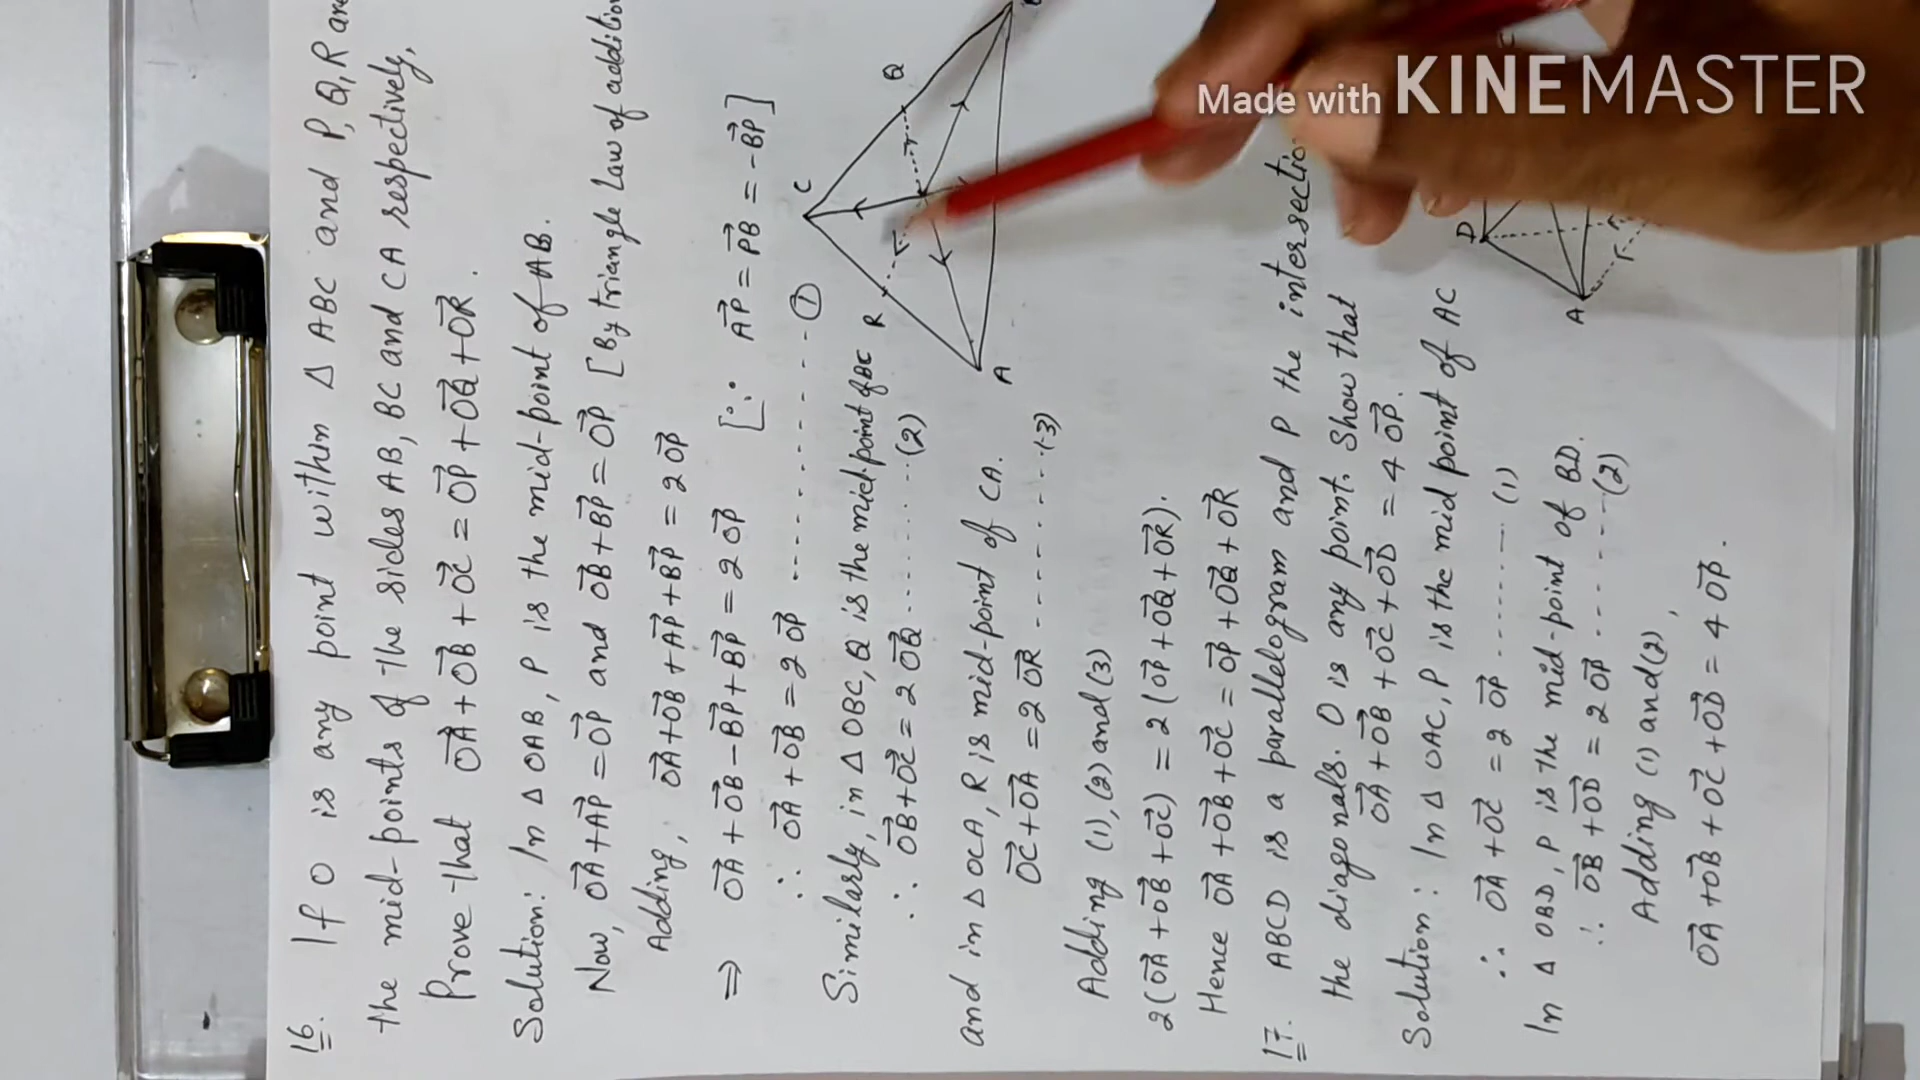 16. If O is any point within Δ ABC and P, Q, R are
the mid-points of the sides AB, BC and CA respectively,
Prove that OA⃗ + OB⃗ + OC⃗ = OP⃗ + OQ⃗ + OR⃗.
Solution: In Δ OAB, P is the mid-point of AB.
Now, OA⃗ + AP⃗ = OP⃗ and OB⃗ + BP⃗ = OP⃗ [By triangle Law of addition
Adding, OA⃗ + OB⃗ + AP⃗ + BP⃗ = 2 OP⃗
⇒ OA⃗ + OB⃗ - BP⃗ + BP⃗ = 2 OP⃗ [∵ AP⃗ = PB⃗ = -BP⃗]
∴ OA⃗ + OB⃗ = 2 OP⃗ ------------ (1)
Similarly, in Δ OBC, Q is the mid-point of BC
∴ OB⃗ + OC⃗ = 2 OQ⃗ -------- (2)
and in Δ OCA, R is mid-point of CA.
OC⃗ + OA⃗ = 2 OR⃗ ---------- (3)
Adding (1), (2) and (3)
2(OA⃗ + OB⃗ + OC⃗) = 2(OP⃗ + OQ⃗ + OR⃗).
Hence OA⃗ + OB⃗ + OC⃗ = OP⃗ + OQ⃗ + OR⃗
C
Q
R
A
17. ABCD is a parallelogram and P the
the diagonals. O is any point. Show that
OA⃗ + OB⃗ + OC⃗ + OD⃗ = 4 OP⃗.
Solution: In Δ OAC, P is the mid point of AC
∴ OA⃗ + OC⃗ = 2 OP⃗ --------- (1)
In Δ OBD, P is the mid-point of BD.
∴ OB⃗ + OD⃗ = 2 OP⃗ -------- (2)
Adding (1) and (2),
OA⃗ + OB⃗ + OC⃗ + OD⃗ = 4 OP⃗.
D
A
Made with KINEMASTER